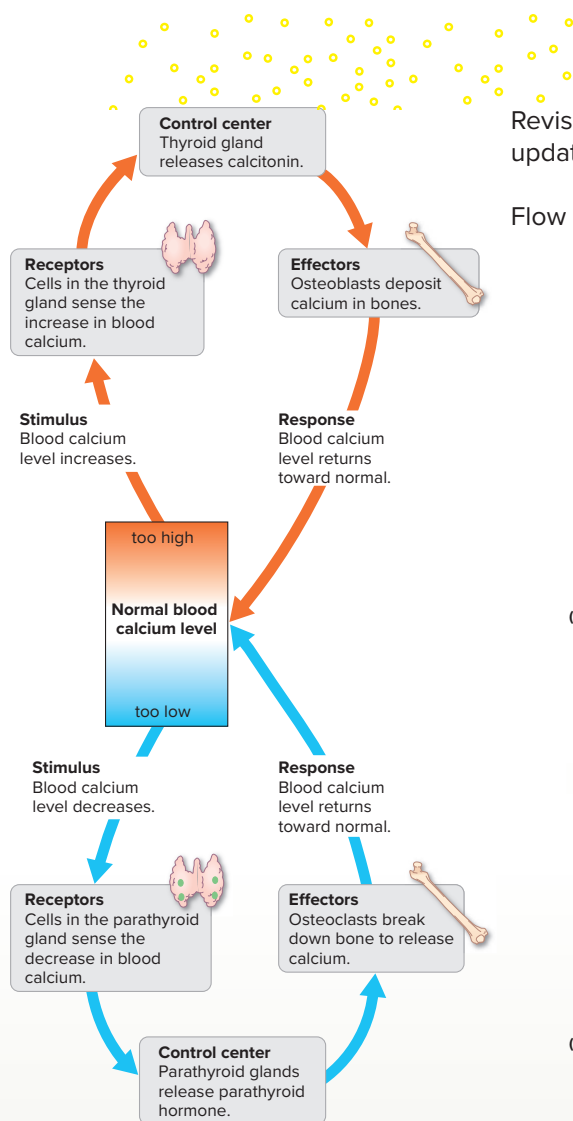 Control center
Thyroid gland
releases calcitonin.
Revis
updat
Flow
Receptors
Cells in the thyroid
gland sense the
increase in blood
calcium.
Effectors
Osteoblasts deposit
calcium in bones.
Stimulus
Blood calcium
level increases.
Response
Blood calcium
level returns
toward normal.
too high
Normal blood
calcium level
too low
Stimulus
Blood calcium
level decreases.
Response
Blood calcium
level returns
toward normal.
Receptors
Cells in the parathyroid
gland sense the
decrease in blood
calcium.
Effectors
Osteoclasts break
down bone to release
calcium.
Control center
Parathyroid glands
release parathyroid
hormone.